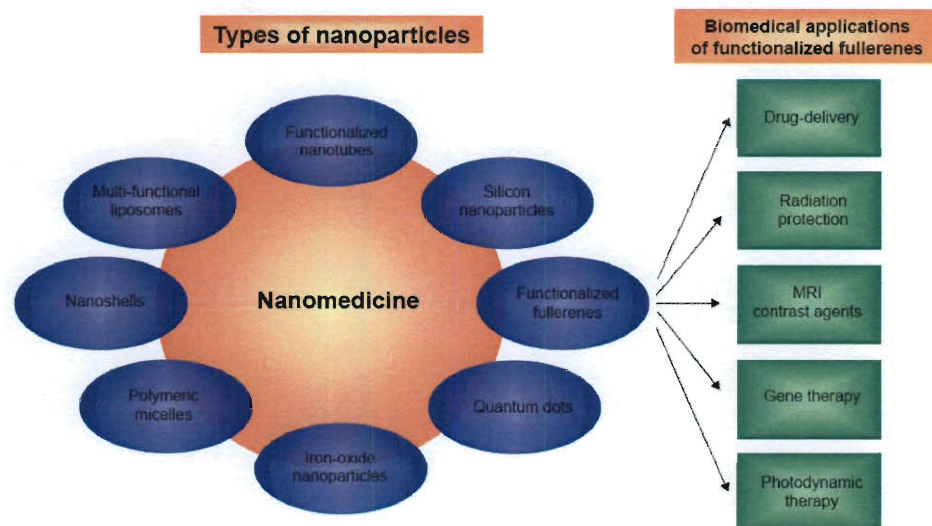 Types of nanoparticles
Biomedical applications
of functionalized fullerenes
Functionalized
nanotubes
Multi-functional
liposomes
Silicon
nanoparticles
Nanoshells
Nanomedicine
Functionalized
fullerenes
Polymeric
micelles
Quantum dots
Iron-oxide
nanoparticles
Drug-delivery
Radiation
protection
MRI
contrast agents
Gene therapy
Photodynamic
therapy